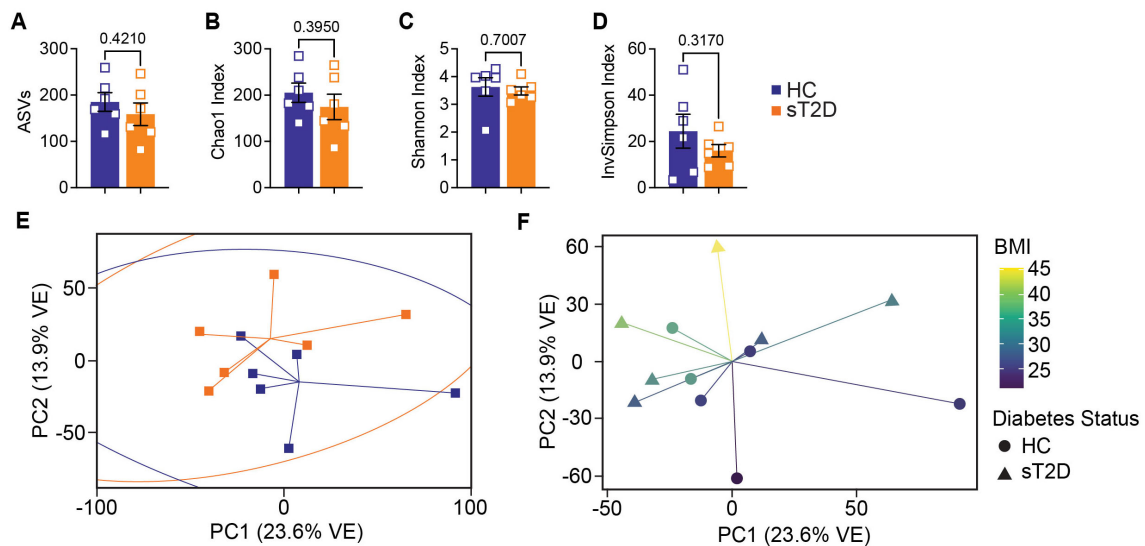 A
0.4210
300
200
100
0
ASVs
B
0.3950
300
200
100
0
Chao1 Index
C
0.7007
5
4
3
2
1
0
Shannon Index
D
0.3170
60
40
20
0
InvSimpson Index
HC
sT2D
E
50
0
-50
-100
0
100
PC2 (13.9% VE)
PC1 (23.6% VE)
F
60
30
0
-30
-60
-50
0
50
PC2 (13.9% VE)
PC1 (23.6% VE)
BMI
45
40
35
30
25
Diabetes Status
HC
sT2D